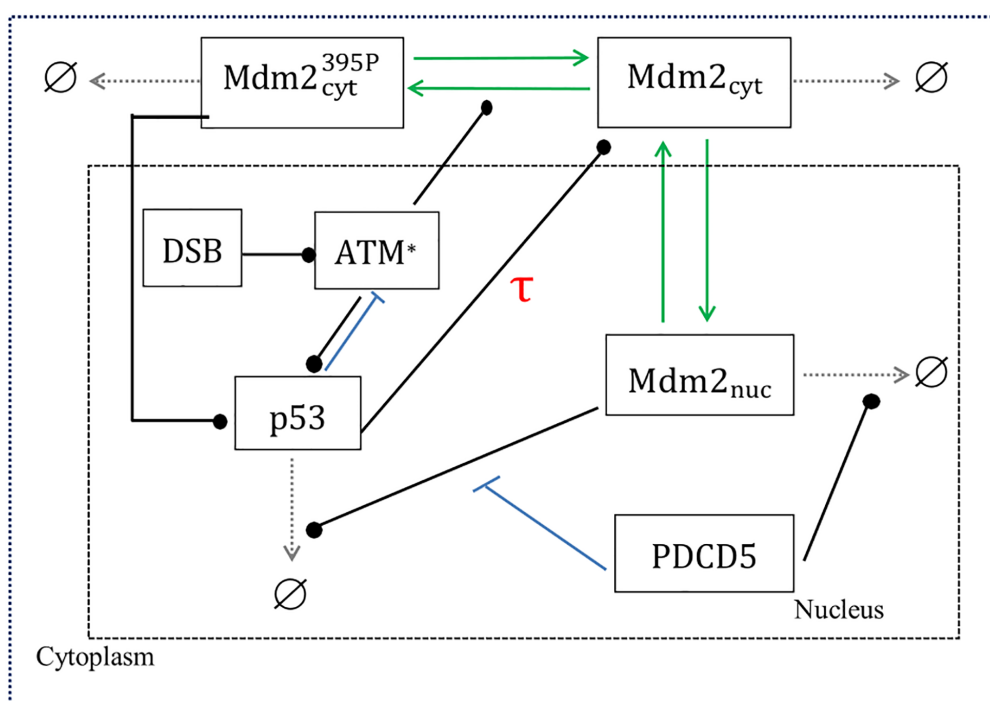 ∅ Mdm2³⁹⁵ᴾcyt Mdm2cyt ∅
DSB ATM*
τ
Mdm2nuc ∅
p53
PDCD5
∅
Nucleus
Cytoplasm